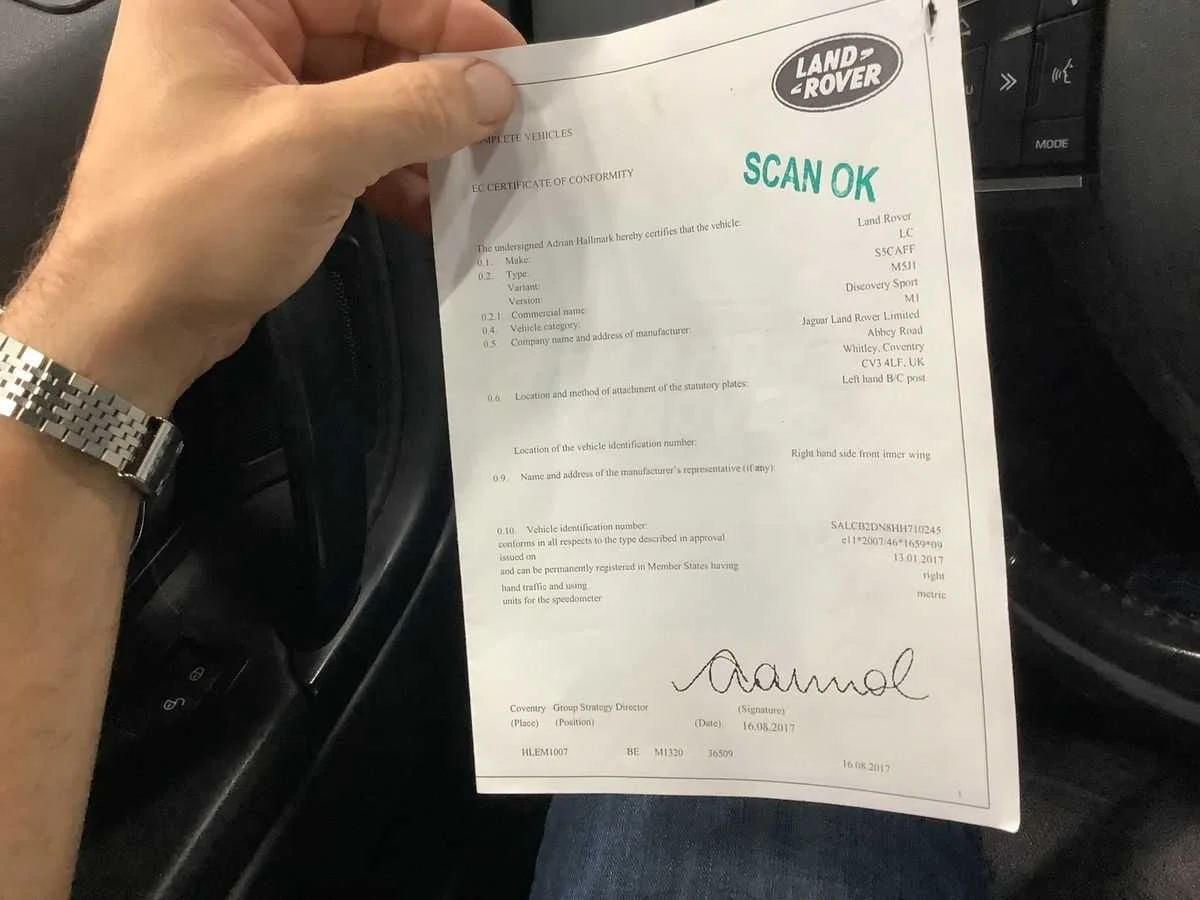 LAND
ROVER
COMPLETE VEHICLES
EC CERTIFICATE OF CONFORMITY
SCAN OK
The undersigned Adrian Hallmark hereby certifies that the vehicle:
0.1. Make: Land Rover
0.2. Type: LC
Variant: S5CAFF
Version: M5J1
0.2.1. Commercial name: Discovery Sport
0.4. Vehicle category: M1
0.5. Company name and address of manufacturer: Jaguar Land Rover Limited
Abbey Road
Whitley, Coventry
CV3 4LF, UK
0.6. Location and method of attachment of the statutory plates: Left hand B/C post
Location of the vehicle identification number: Right hand side front inner wing
0.9. Name and address of the manufacturer's representative (if any):
0.10. Vehicle identification number: SALCB2DN8HH710245
conforms in all respects to the type described in approval e11*2007/46*1659*09
issued on 13.01.2017
and can be permanently registered in Member States having right
hand traffic and using metric
units for the speedometer
Coventry Group Strategy Director (Signature)
(Place) (Position) (Date) 16.08.2017
HLEM1007 BE M1320 36509 16.08.2017
1
MODE